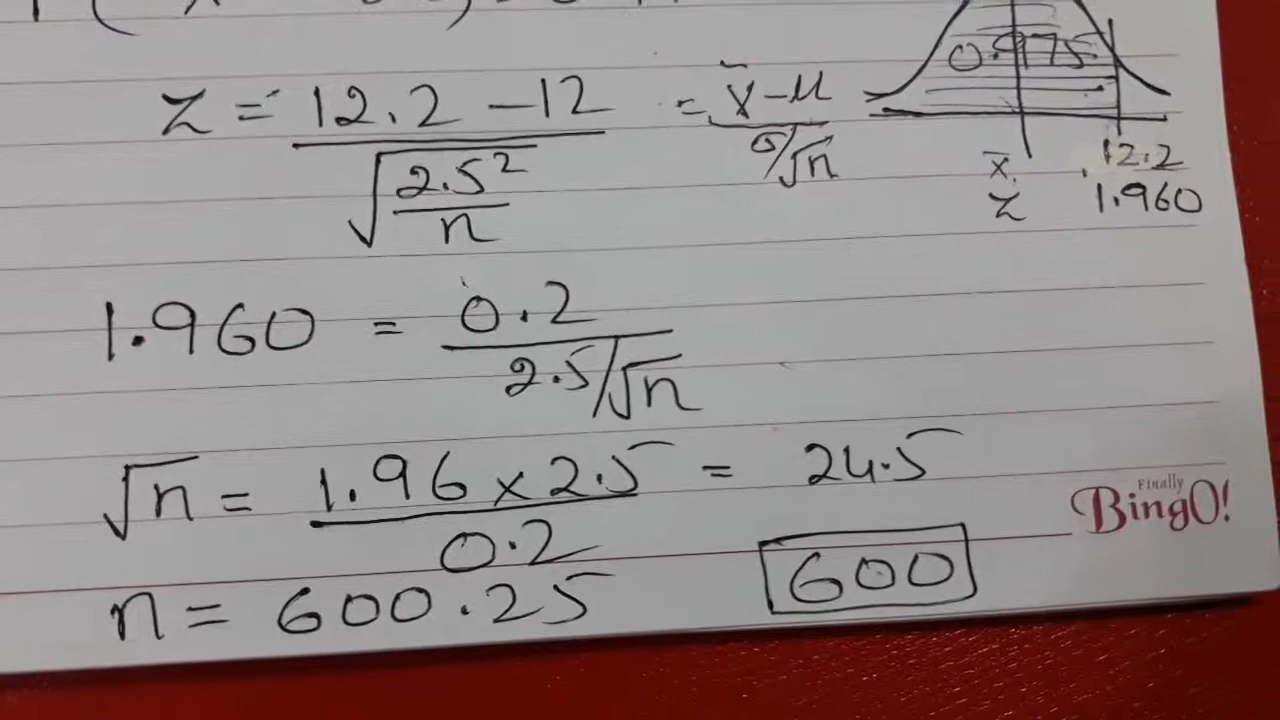 0.975
z = 12.2 - 12 / √(2.5² / n) = x̄ - μ / σ/√n
x̄ 12.2
z 1.960
1.960 = 0.2 / 2.5/√n
√n = 1.96 × 2.5 / 0.2 = 24.5
n = 600.25 600
Finally
BingO!